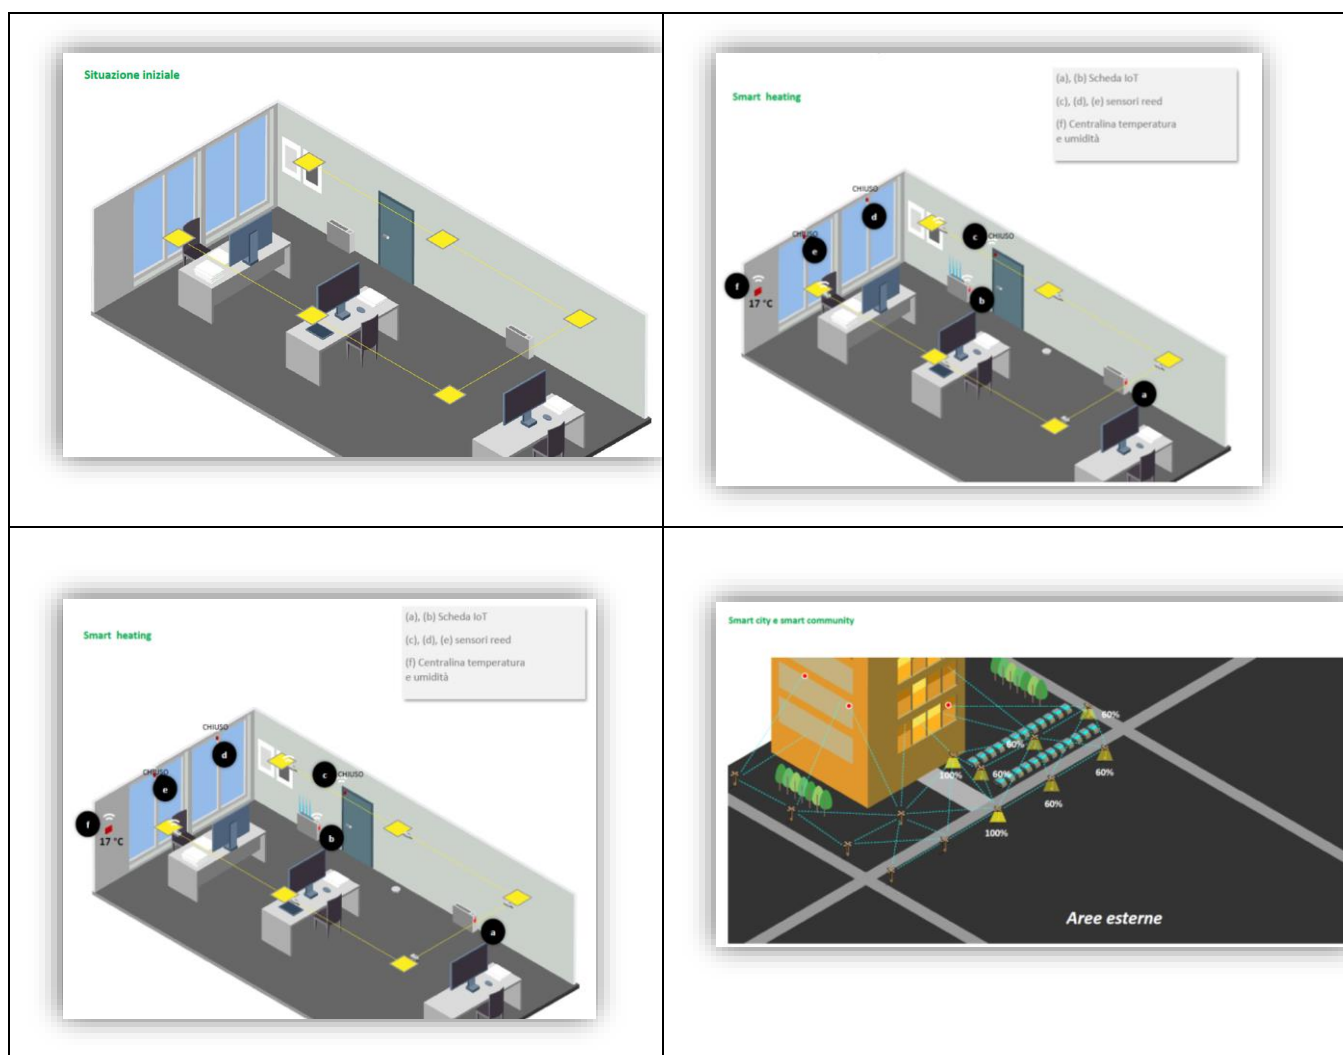 Situazione iniziale
Smart heating
(a), (b) Scheda IoT
(c), (d), (e) sensori reed
(f) Centralina temperatura
e umidità
CHIUSO
d
c
CHIUSO
CHIUSO
e
f
17 °C
b
a
Smart heating
(a), (b) Scheda IoT
(c), (d), (e) sensori reed
(f) Centralina temperatura
e umidità
CHIUSO
d
c
CHIUSO
CHIUSO
e
f
17 °C
b
a
Smart city e smart community
60%
60%
60%
100%
60%
60%
100%
Aree esterne